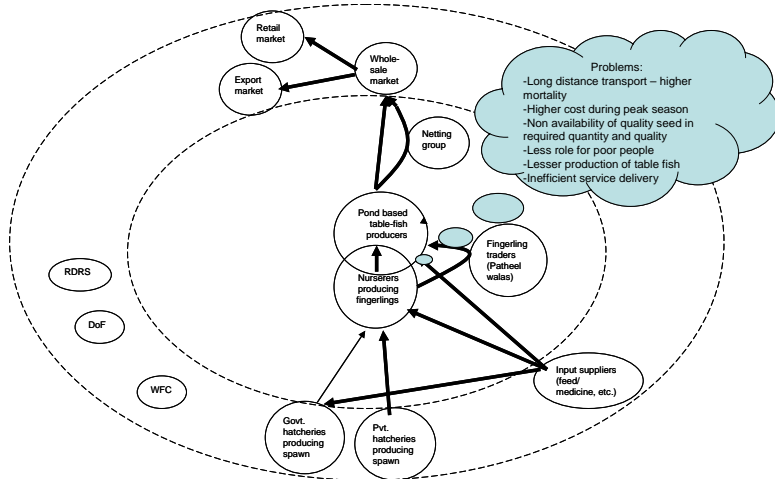 Retail
market
Export
market
Whole-
sale
market
Netting
group
Problems:
-Long distance transport – higher
mortality
-Higher cost during peak season
-Non availability of quality seed in
required quantity and quality
-Less role for poor people
-Lesser production of table fish
-Inefficient service delivery
Pond based
table-fish
producers
Fingerling
traders
(Patheel
walas)
Nurserers
producing
fingerlings
RDRS
DoF
WFC
Input suppliers
(feed/
medicine, etc.)
Govt.
hatcheries
producing
spawn
Pvt.
hatcheries
producing
spawn